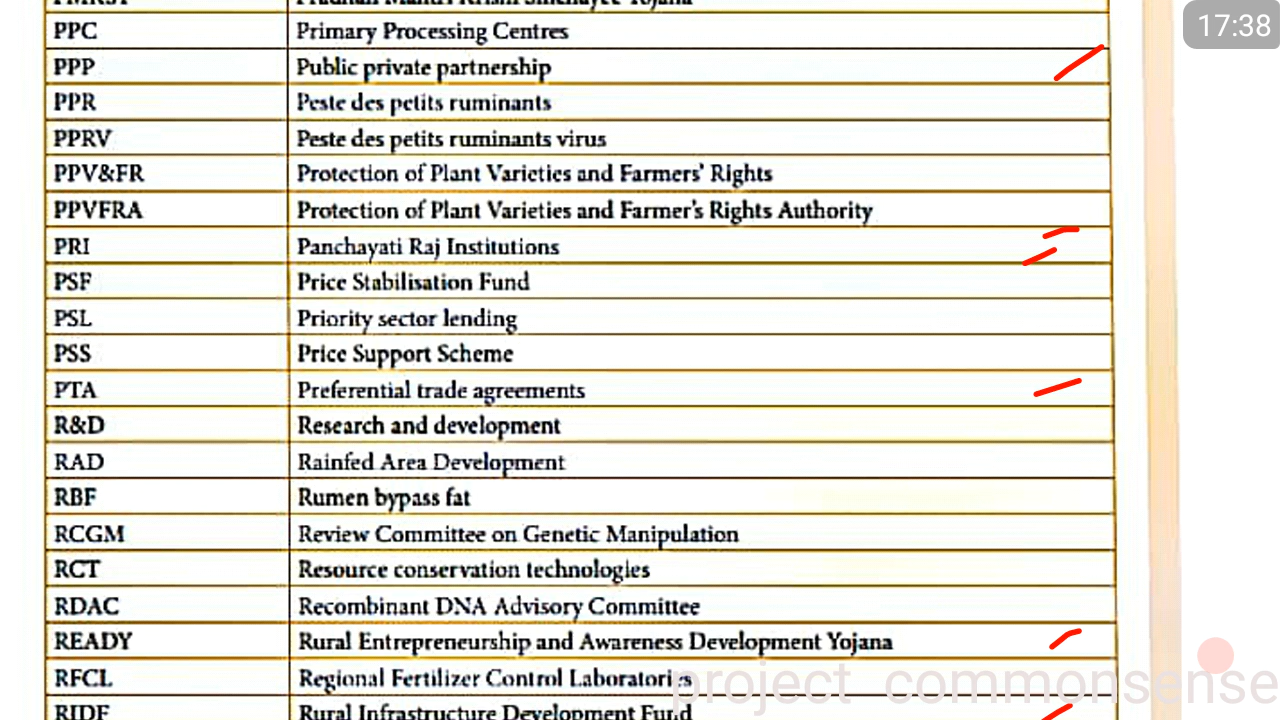 17:38
PPC Primary Processing Centres
PPP Public private partnership
PPR Peste des petits ruminants
PPRV Peste des petits ruminants virus
PPV&FR Protection of Plant Varieties and Farmers' Rights
PPVFRA Protection of Plant Varieties and Farmer's Rights Authority
PRI Panchayati Raj Institutions
PSF Price Stabilisation Fund
PSL Priority sector lending
PSS Price Support Scheme
PTA Preferential trade agreements
R&D Research and development
RAD Rainfed Area Development
RBF Rumen bypass fat
RCGM Review Committee on Genetic Manipulation
RCT Resource conservation technologies
RDAC Recombinant DNA Advisory Committee
READY Rural Entrepreneurship and Awareness Development Yojana
RFCL Regional Fertilizer Control Laboratories
project commonsense
RIDF Rural Infrastructure Development Fund